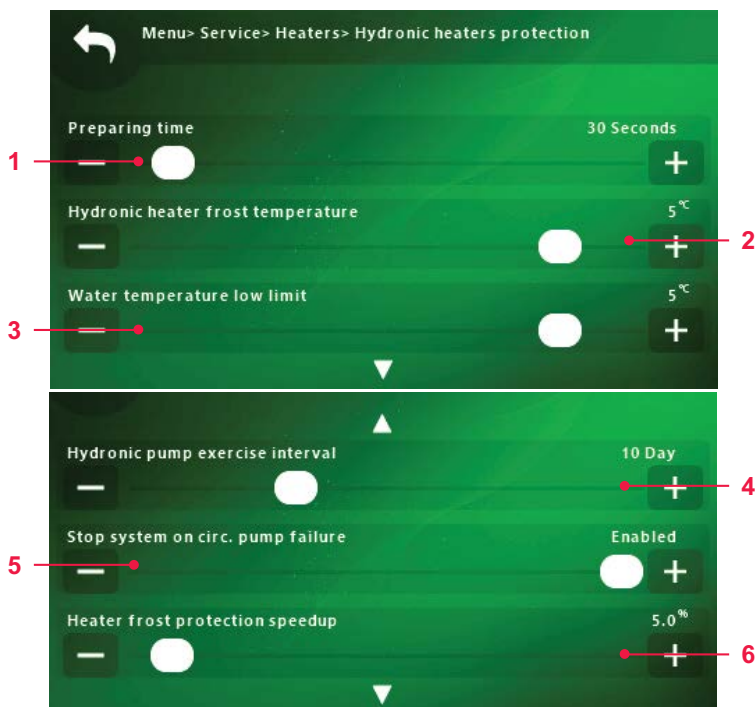 Menu> Service> Heaters> Hydronic heaters protection
Preparing time 30 Seconds
1
− +
Hydronic heater frost temperature 5 °C
2
− +
Water temperature low limit 5 °C
3
− +
Hydronic pump exercise interval 10 Day
− +
4
Stop system on circ. pump failure Enabled
5
− +
Heater frost protection speedup 5.0 %
− +
6